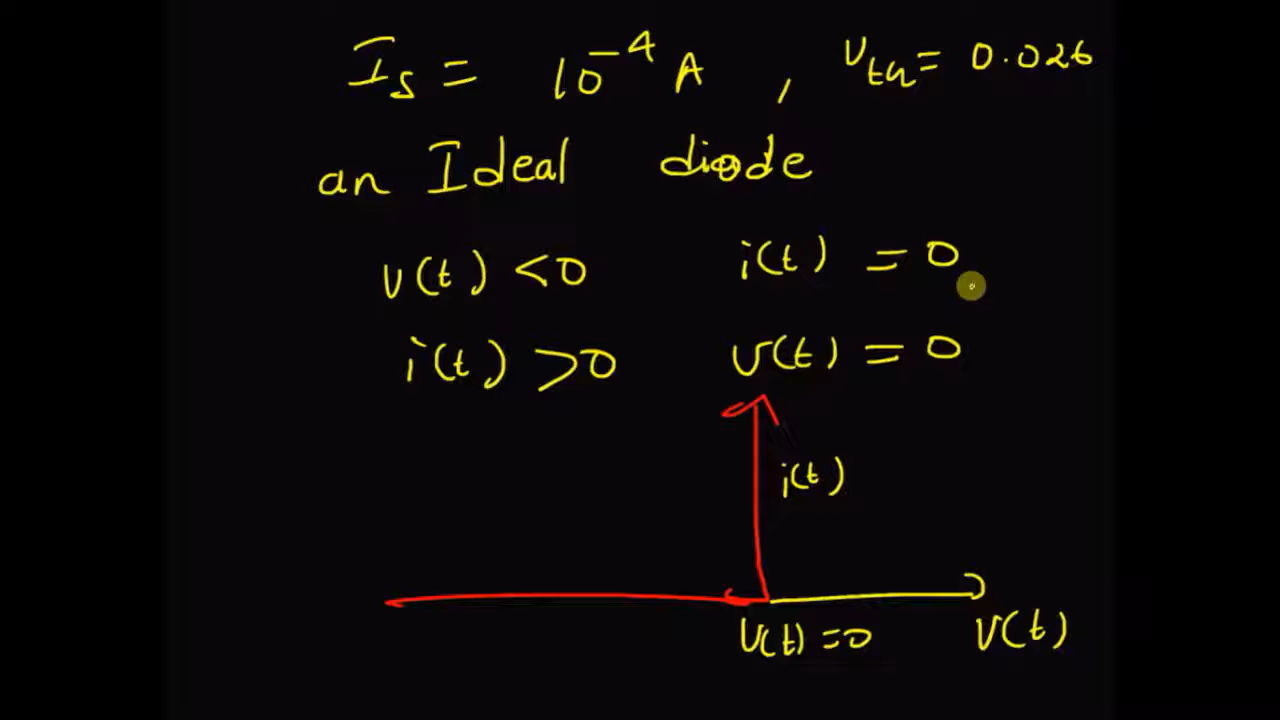 Is = 10⁻⁴ A , Vth = 0.026
an Ideal diode
v(t) < 0 i(t) = 0
i(t) > 0 v(t) = 0
i(t)
V(t) = 0 V(t)